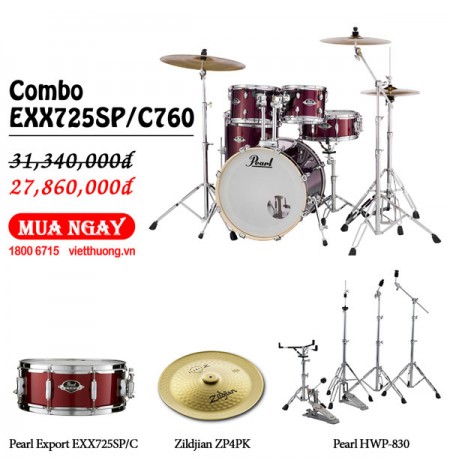 Combo
EXX725SP/C760
31,340,000đ
27,860,000đ
MUA NGAY
1800 6715 vietthuong.vn
Pearl
Zildjian
Pearl Export EXX725SP/C
Zildjian ZP4PK
Pearl HWP-830